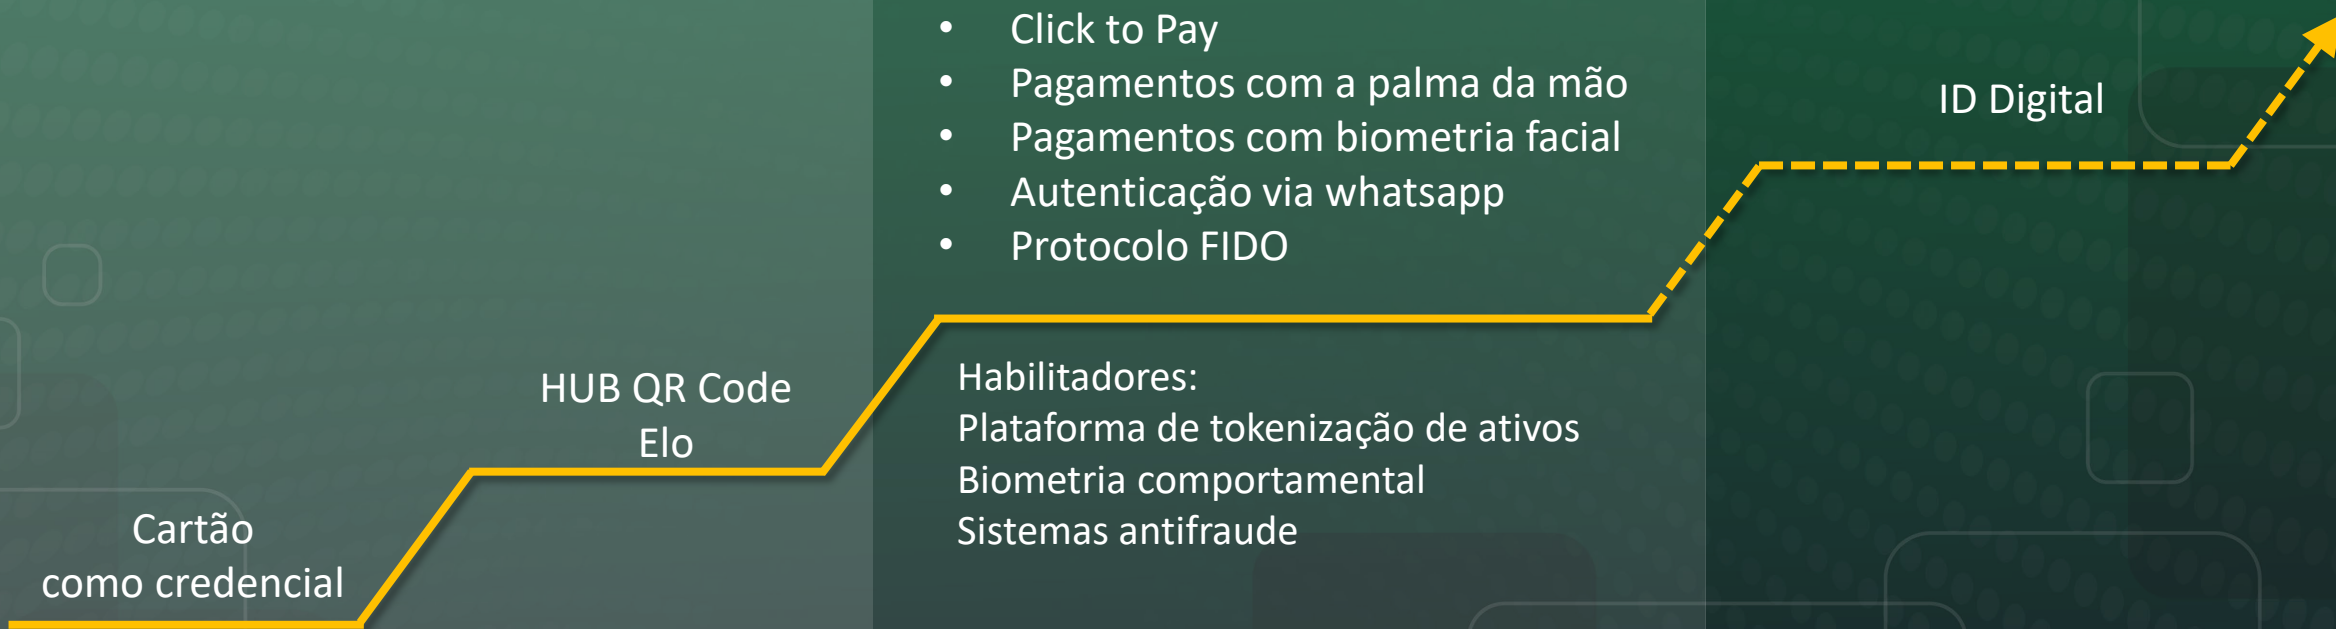 Cartão
como credencial
HUB QR Code
Elo
• Click to Pay
• Pagamentos com a palma da mão
• Pagamentos com biometria facial
• Autenticação via whatsapp
• Protocolo FIDO
Habilitadores:
Plataforma de tokenização de ativos
Biometria comportamental
Sistemas antifraude
ID Digital